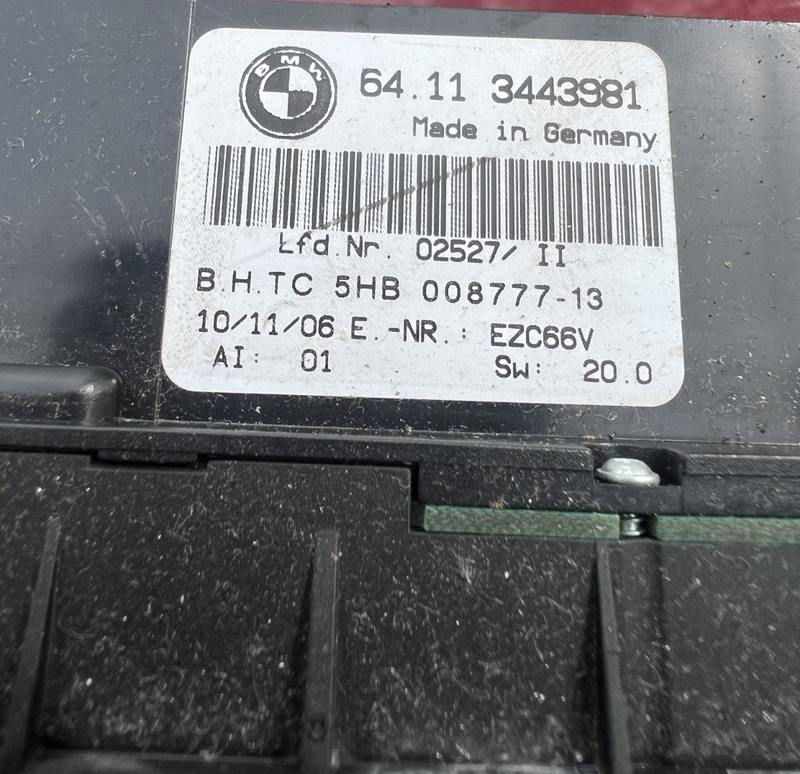 BMW
64.11 3443981
Made in Germany
Lfd.Nr. 02527/ II
B.H.TC 5HB 008777-13
10/11/06 E.-NR.: EZC66V
AI: 01 Sw: 20.0